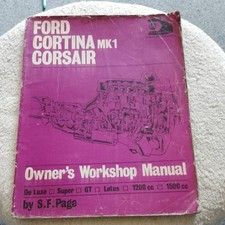 FORD
CORTINA MK1
CORSAIR
Owner's Workshop Manual
De Luxe □ Super □ GT □ Lotus □ 1200 cc. □ 1500 cc.
by S.F. Page